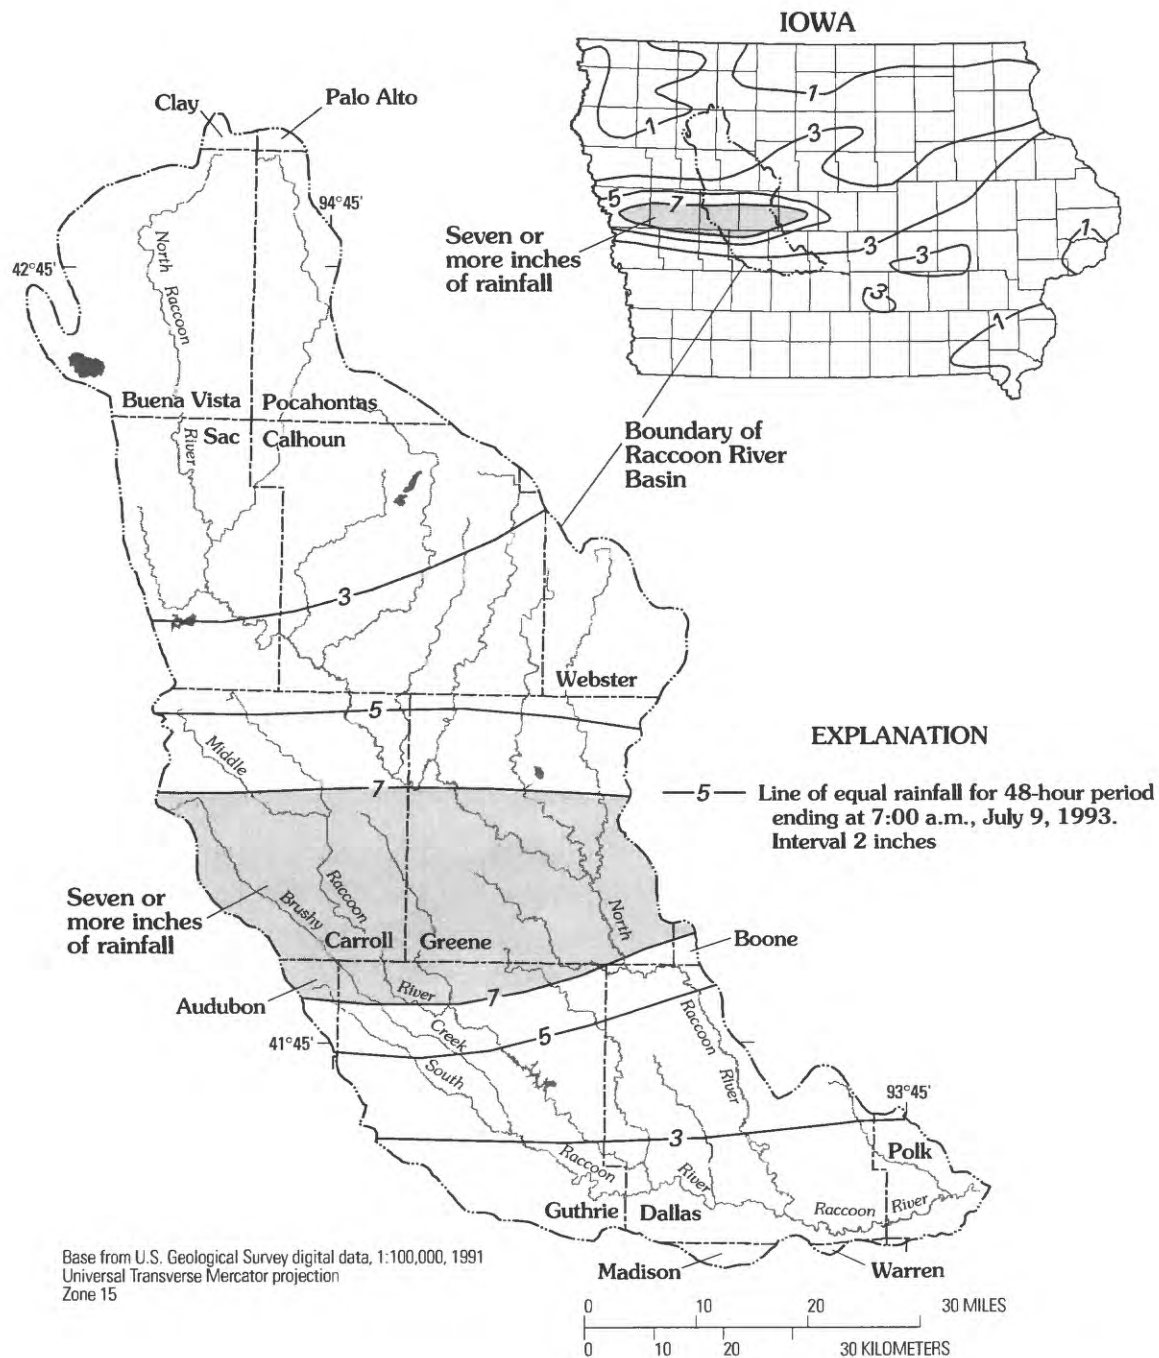 IOWA
1
1
3
5
7
3
3
3
1
1
Seven or
more inches
of rainfall
Boundary of
Raccoon River
Basin
Clay
Palo Alto
94°45'
42°45'
North
Raccoon
River
Buena Vista
Pocahontas
Sac
Calhoun
3
Webster
5
Middle
7
Raccoon
Brushy
North
Seven or
more inches
of rainfall
Carroll
Greene
Boone
Audubon
River
7
Creek
5
41°45'
South
Raccoon
River
93°45'
3
Polk
Raccoon
River
Raccoon
River
Guthrie
Dallas
Madison
Warren
EXPLANATION
5 Line of equal rainfall for 48-hour period
ending at 7:00 a.m., July 9, 1993.
Interval 2 inches
Base from U.S. Geological Survey digital data, 1:100,000, 1991
Universal Transverse Mercator projection
Zone 15
0 10 20 30 MILES
0 10 20 30 KILOMETERS